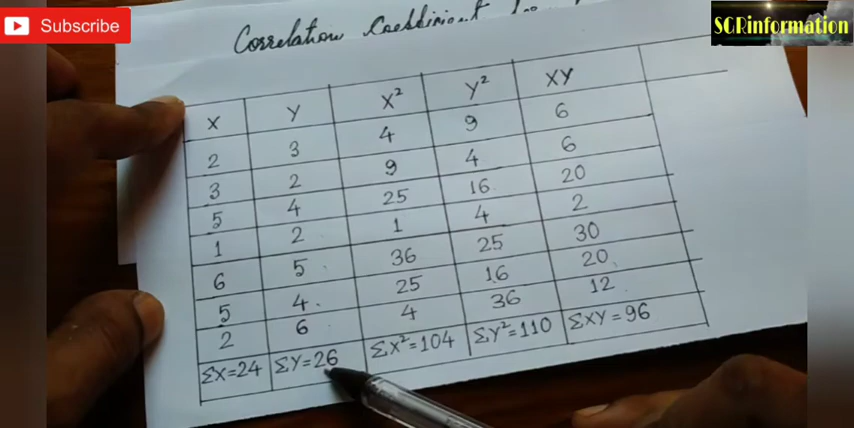 Subscribe
SCRinformation
Correlation Coefficient
X Y X² Y² XY
2 3 4 9 6
3 2 9 4 6
5 4 25 16 20
1 2 1 4 2
6 5 36 25 30
5 4 25 16 20
2 6 4 36 12
ΣX=24 ΣY=26 ΣX²=104 ΣY²=110 ΣXY=96